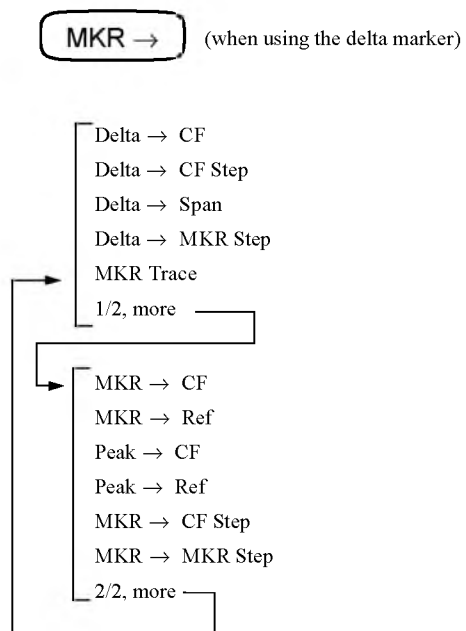 MKR → (when using the delta marker)
Delta → CF
Delta → CF Step
Delta → Span
Delta → MKR Step
MKR Trace
1/2, more
MKR → CF
MKR → Ref
Peak → CF
Peak → Ref
MKR → CF Step
MKR → MKR Step
2/2, more